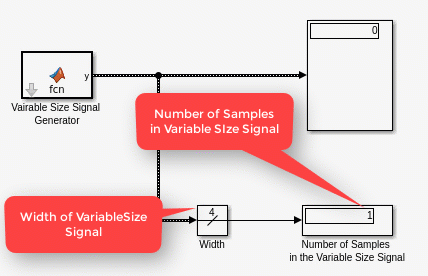 0
y
fcn
Vairable Size Signal
Generator
Number of Samples
in Variable SIze Signal
Width of VariableSize
Signal
4
Width
1
Number of Samples
in the Variable Size Signal